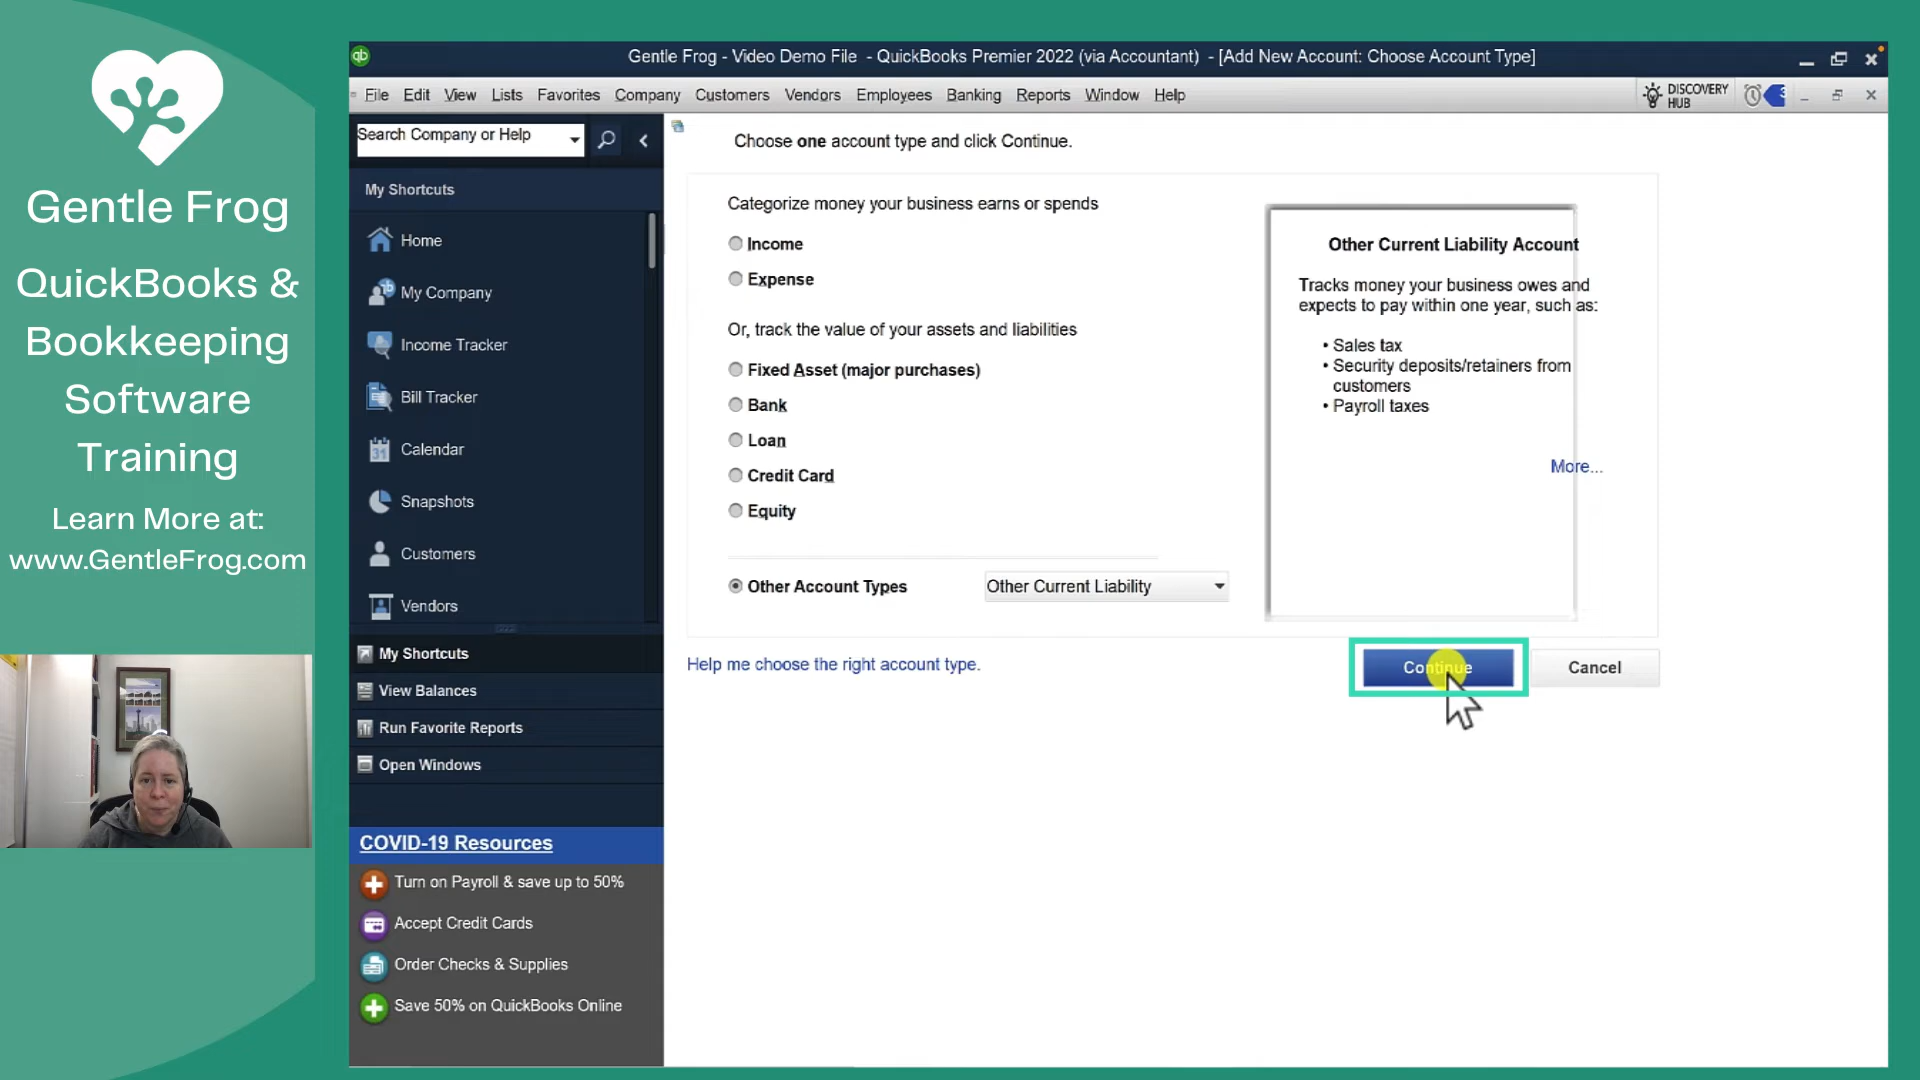 Gentle Frog
QuickBooks &
Bookkeeping
Software
Training
Learn More at:
www.GentleFrog.com
qb
Gentle Frog - Video Demo File - QuickBooks Premier 2022 (via Accountant) - [Add New Account: Choose Account Type]
File Edit View Lists Favorites Company Customers Vendors Employees Banking Reports Window Help
DISCOVERY
HUB
Search Company or Help
My Shortcuts
Home
My Company
Income Tracker
Bill Tracker
Calendar
Snapshots
Customers
Vendors
My Shortcuts
View Balances
Run Favorite Reports
Open Windows
COVID-19 Resources
Turn on Payroll & save up to 50%
Accept Credit Cards
Order Checks & Supplies
Save 50% on QuickBooks Online
Choose one account type and click Continue.
Categorize money your business earns or spends
Income
Expense
Or, track the value of your assets and liabilities
Fixed Asset (major purchases)
Bank
Loan
Credit Card
Equity
Other Account Types
Other Current Liability
Other Current Liability Account
Tracks money your business owes and
expects to pay within one year, such as:
• Sales tax
• Security deposits/retainers from
customers
• Payroll taxes
More...
Help me choose the right account type.
Continue
Cancel